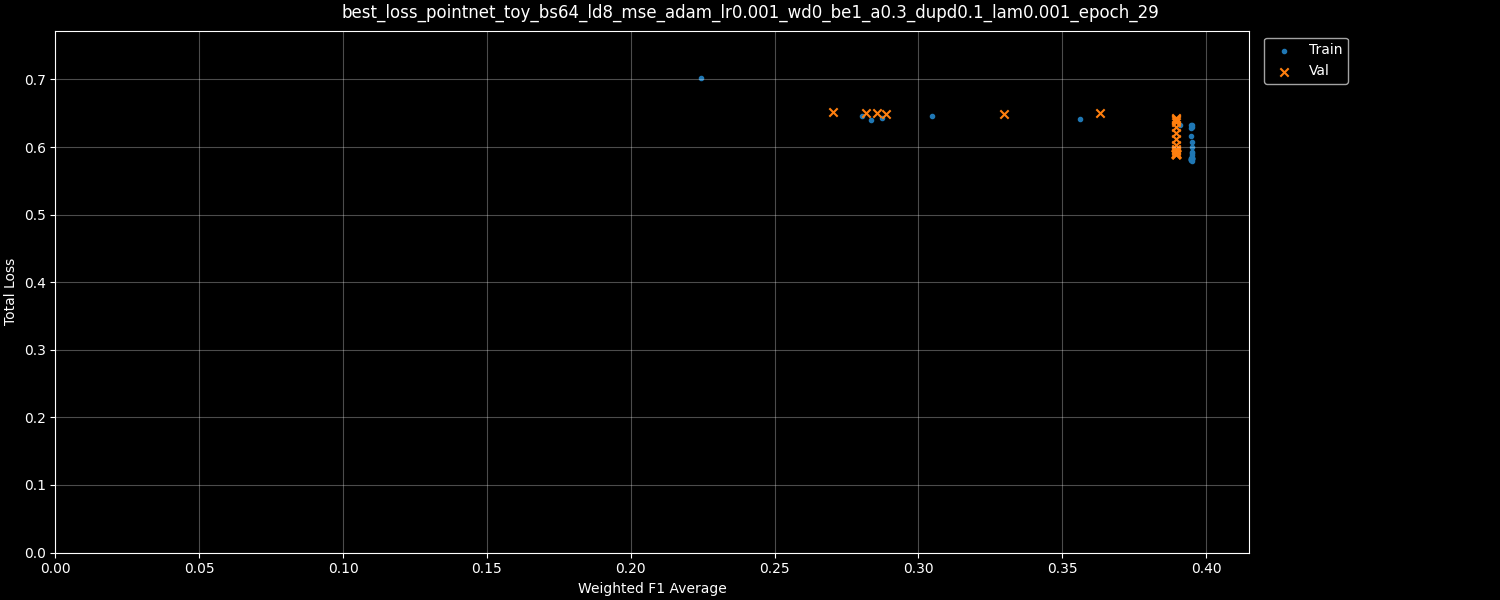 best_loss_pointnet_toy_bs64_ld8_mse_adam_lr0.001_wd0_be1_a0.3_dupd0.1_lam0.001_epoch_29
Train
Val
0.7
0.6
0.5
0.4
0.3
0.2
0.1
0.0
Total Loss
0.00 0.05 0.10 0.15 0.20 0.25 0.30 0.35 0.40
Weighted F1 Average